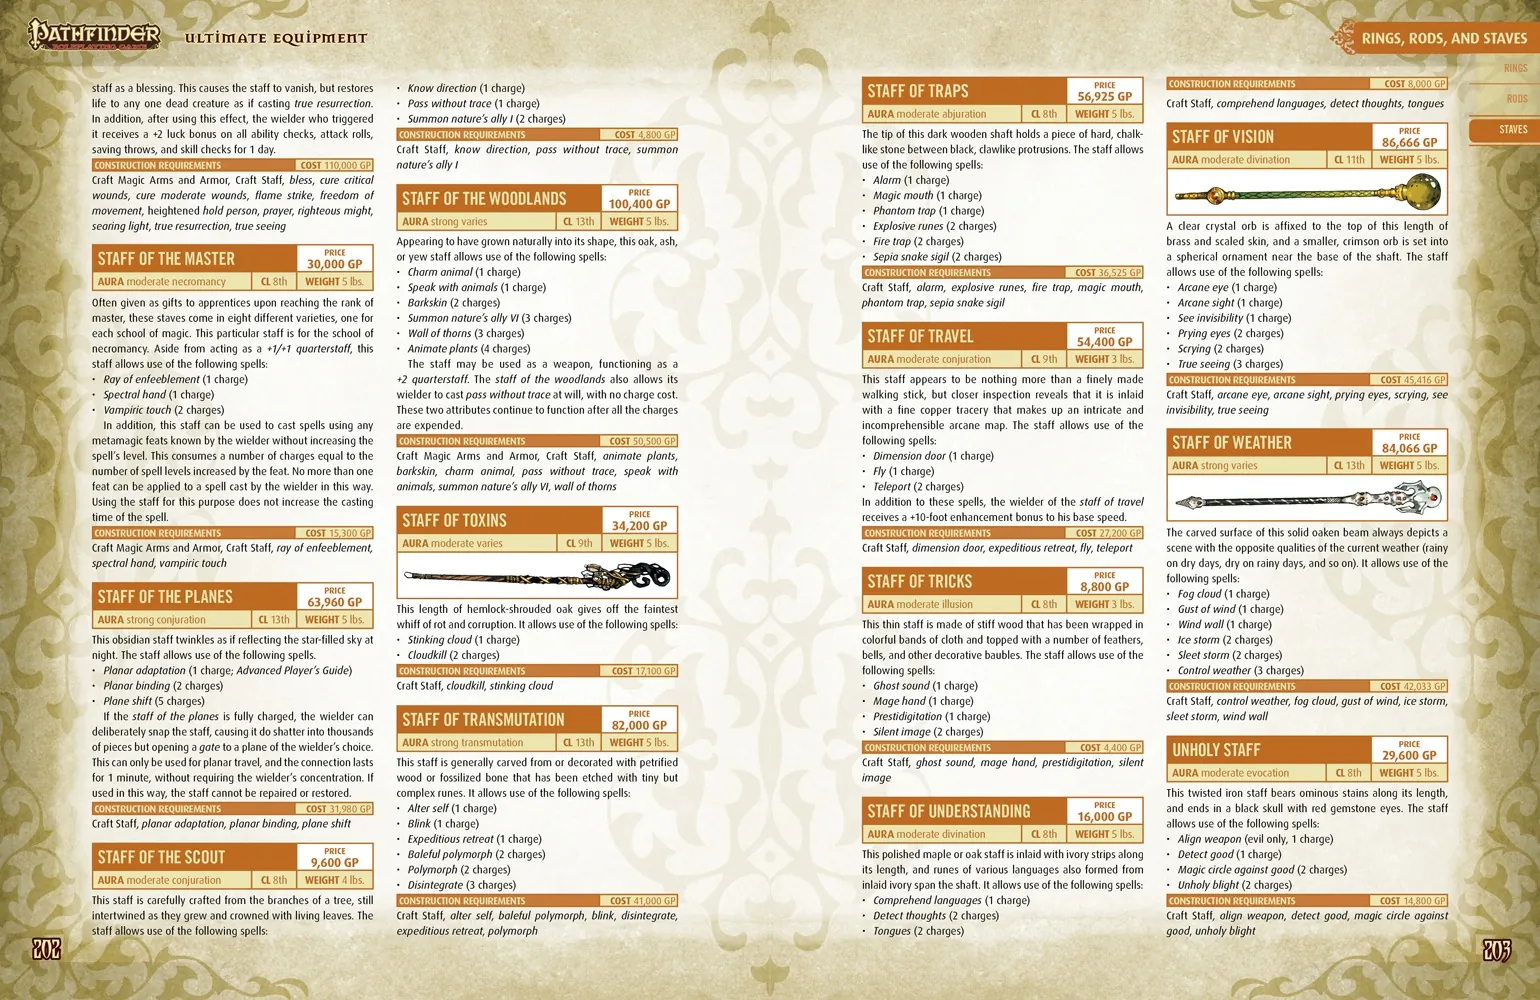 PATHFINDER
ROLEPLAYING GAME
ULTIMATE EQUIPMENT
staff as a blessing. This causes the staff to vanish, but restores
life to any one dead creature as if casting true resurrection.
In addition, after using this effect, the wielder who triggered
it receives a +2 luck bonus on all ability checks, attack rolls,
saving throws, and skill checks for 1 day.
CONSTRUCTION REQUIREMENTS COST 110,000 GP
Craft Magic Arms and Armor, Craft Staff, bless, cure critical
wounds, cure moderate wounds, flame strike, freedom of
movement, heightened hold person, prayer, righteous might,
searing light, true resurrection, true seeing
STAFF OF THE MASTER PRICE 30,000 GP
AURA moderate necromancy CL 8th WEIGHT 5 lbs.
Often given as gifts to apprentices upon reaching the rank of
master, these staves come in eight different varieties, one for
each school of magic. This particular staff is for the school of
necromancy. Aside from acting as a +1/+1 quarterstaff, this
staff allows use of the following spells:
• Ray of enfeeblement (1 charge)
• Spectral hand (1 charge)
• Vampiric touch (2 charges)
In addition, this staff can be used to cast spells using any
metamagic feats known by the wielder without increasing the
spell's level. This consumes a number of charges equal to the
number of spell levels increased by the feat. No more than one
feat can be applied to a spell cast by the wielder in this way.
Using the staff for this purpose does not increase the casting
time of the spell.
CONSTRUCTION REQUIREMENTS COST 15,300 GP
Craft Magic Arms and Armor, Craft Staff, ray of enfeeblement,
spectral hand, vampiric touch
STAFF OF THE PLANES PRICE 63,960 GP
AURA strong conjuration CL 13th WEIGHT 5 lbs.
This obsidian staff twinkles as if reflecting the star-filled sky at
night. The staff allows use of the following spells.
• Planar adaptation (1 charge; Advanced Player's Guide)
• Planar binding (2 charges)
• Plane shift (5 charges)
If the staff of the planes is fully charged, the wielder can
deliberately snap the staff, causing it do shatter into thousands
of pieces but opening a gate to a plane of the wielder's choice.
This can only be used for planar travel, and the connection lasts
for 1 minute, without requiring the wielder's concentration. If
used in this way, the staff cannot be repaired or restored.
CONSTRUCTION REQUIREMENTS COST 31,980 GP
Craft Staff, planar adaptation, planar binding, plane shift
STAFF OF THE SCOUT PRICE 9,600 GP
AURA moderate conjuration CL 8th WEIGHT 4 lbs.
This staff is carefully crafted from the branches of a tree, still
intertwined as they grew and crowned with living leaves. The
staff allows use of the following spells:
202
• Know direction (1 charge)
• Pass without trace (1 charge)
• Summon nature's ally I (2 charges)
CONSTRUCTION REQUIREMENTS COST 4,800 GP
Craft Staff, know direction, pass without trace, summon
nature's ally I
STAFF OF THE WOODLANDS PRICE 100,400 GP
AURA strong varies CL 13th WEIGHT 5 lbs.
Appearing to have grown naturally into its shape, this oak, ash,
or yew staff allows use of the following spells:
• Charm animal (1 charge)
• Speak with animals (1 charge)
• Barkskin (2 charges)
• Summon nature's ally VI (3 charges)
• Wall of thorns (3 charges)
• Animate plants (4 charges)
The staff may be used as a weapon, functioning as a
+2 quarterstaff. The staff of the woodlands also allows its
wielder to cast pass without trace at will, with no charge cost.
These two attributes continue to function after all the charges
are expended.
CONSTRUCTION REQUIREMENTS COST 50,500 GP
Craft Magic Arms and Armor, Craft Staff, animate plants,
barkskin, charm animal, pass without trace, speak with
animals, summon nature's ally VI, wall of thorns
STAFF OF TOXINS PRICE 34,200 GP
AURA moderate varies CL 9th WEIGHT 5 lbs.
This length of hemlock-shrouded oak gives off the faintest
whiff of rot and corruption. It allows use of the following spells:
• Stinking cloud (1 charge)
• Cloudkill (2 charges)
CONSTRUCTION REQUIREMENTS COST 17,100 GP
Craft Staff, cloudkill, stinking cloud
STAFF OF TRANSMUTATION PRICE 82,000 GP
AURA strong transmutation CL 13th WEIGHT 5 lbs.
This staff is generally carved from or decorated with petrified
wood or fossilized bone that has been etched with tiny but
complex runes. It allows use of the following spells:
• Alter self (1 charge)
• Blink (1 charge)
• Expeditious retreat (1 charge)
• Baleful polymorph (2 charges)
• Polymorph (2 charges)
• Disintegrate (3 charges)
CONSTRUCTION REQUIREMENTS COST 41,000 GP
Craft Staff, alter self, baleful polymorph, blink, disintegrate,
expeditious retreat, polymorph
STAFF OF TRAPS PRICE 56,925 GP
AURA moderate abjuration CL 8th WEIGHT 5 lbs.
The tip of this dark wooden shaft holds a piece of hard, chalk-
like stone between black, clawlike protrusions. The staff allows
use of the following spells:
• Alarm (1 charge)
• Magic mouth (1 charge)
• Phantom trap (1 charge)
• Explosive runes (2 charges)
• Fire trap (2 charges)
• Sepia snake sigil (2 charges)
CONSTRUCTION REQUIREMENTS COST 36,525 GP
Craft Staff, alarm, explosive runes, fire trap, magic mouth,
phantom trap, sepia snake sigil
STAFF OF TRAVEL PRICE 54,400 GP
AURA moderate conjuration CL 9th WEIGHT 3 lbs.
This staff appears to be nothing more than a finely made
walking stick, but closer inspection reveals that it is inlaid
with a fine copper tracery that makes up an intricate and
incomprehensible arcane map. The staff allows use of the
following spells:
• Dimension door (1 charge)
• Fly (1 charge)
• Teleport (2 charges)
In addition to these spells, the wielder of the staff of travel
receives a +10-foot enhancement bonus to his base speed.
CONSTRUCTION REQUIREMENTS COST 27,200 GP
Craft Staff, dimension door, expeditious retreat, fly, teleport
STAFF OF TRICKS PRICE 8,800 GP
AURA moderate illusion CL 8th WEIGHT 3 lbs.
This thin staff is made of stiff wood that has been wrapped in
colorful bands of cloth and topped with a number of feathers,
bells, and other decorative baubles. The staff allows use of the
following spells:
• Ghost sound (1 charge)
• Mage hand (1 charge)
• Prestidigitation (1 charge)
• Silent image (2 charges)
CONSTRUCTION REQUIREMENTS COST 4,400 GP
Craft Staff, ghost sound, mage hand, prestidigitation, silent
image
STAFF OF UNDERSTANDING PRICE 16,000 GP
AURA moderate divination CL 8th WEIGHT 5 lbs.
This polished maple or oak staff is inlaid with ivory strips along
its length, and runes of various languages also formed from
inlaid ivory span the shaft. It allows use of the following spells:
• Comprehend languages (1 charge)
• Detect thoughts (2 charges)
• Tongues (2 charges)
RINGS, RODS, AND STAVES
RINGS
RODS
STAVES
CONSTRUCTION REQUIREMENTS COST 8,000 GP
Craft Staff, comprehend languages, detect thoughts, tongues
STAFF OF VISION PRICE 86,666 GP
AURA moderate divination CL 11th WEIGHT 5 lbs.
A clear crystal orb is affixed to the top of this length of
brass and scaled skin, and a smaller, crimson orb is set into
a spherical ornament near the base of the shaft. The staff
allows use of the following spells:
• Arcane eye (1 charge)
• Arcane sight (1 charge)
• See invisibility (1 charge)
• Prying eyes (2 charges)
• Scrying (2 charges)
• True seeing (3 charges)
CONSTRUCTION REQUIREMENTS COST 45,416 GP
Craft Staff, arcane eye, arcane sight, prying eyes, scrying, see
invisibility, true seeing
STAFF OF WEATHER PRICE 84,066 GP
AURA strong varies CL 13th WEIGHT 5 lbs.
The carved surface of this solid oaken beam always depicts a
scene with the opposite qualities of the current weather (rainy
on dry days, dry on rainy days, and so on). It allows use of the
following spells:
• Fog cloud (1 charge)
• Gust of wind (1 charge)
• Wind wall (1 charge)
• Ice storm (2 charges)
• Sleet storm (2 charges)
• Control weather (3 charges)
CONSTRUCTION REQUIREMENTS COST 42,033 GP
Craft Staff, control weather, fog cloud, gust of wind, ice storm,
sleet storm, wind wall
UNHOLY STAFF PRICE 29,600 GP
AURA moderate evocation CL 8th WEIGHT 5 lbs.
This twisted iron staff bears ominous stains along its length,
and ends in a black skull with red gemstone eyes. The staff
allows use of the following spells:
• Align weapon (evil only, 1 charge)
• Detect good (1 charge)
• Magic circle against good (2 charges)
• Unholy blight (2 charges)
CONSTRUCTION REQUIREMENTS COST 14,800 GP
Craft Staff, align weapon, detect good, magic circle against
good, unholy blight
203